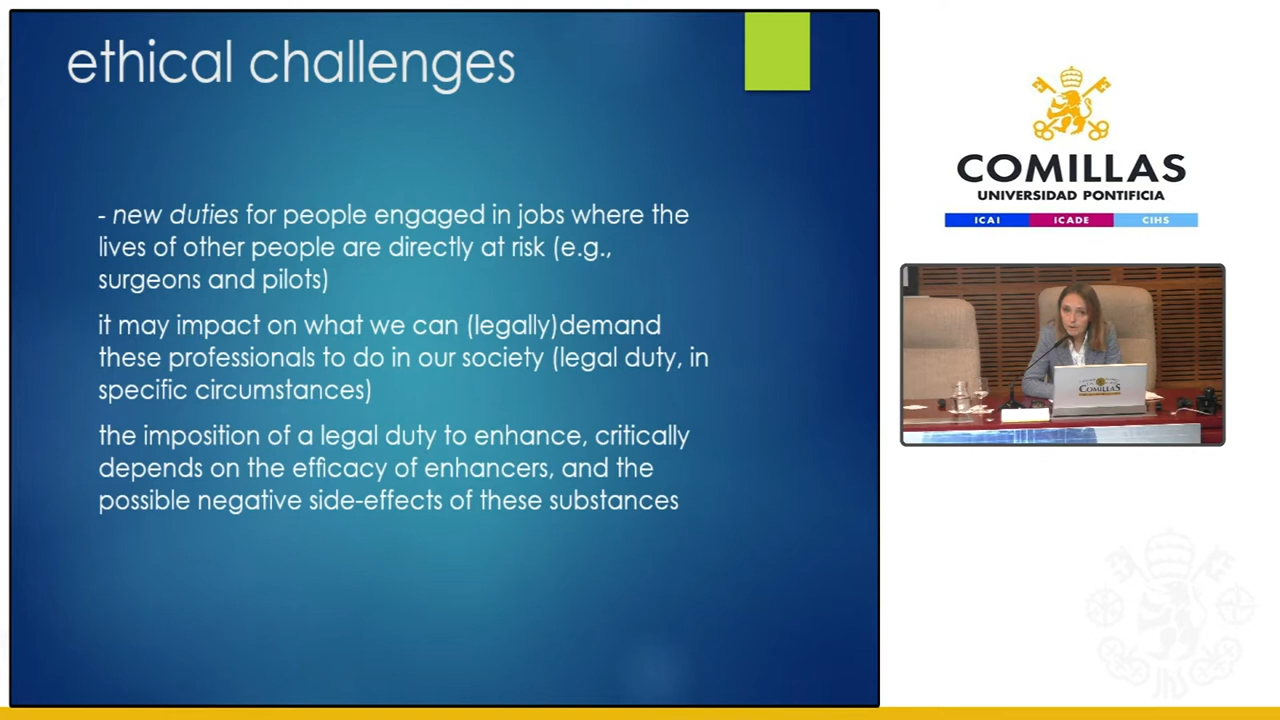 ethical challenges
- new duties for people engaged in jobs where the
lives of other people are directly at risk (e.g.,
surgeons and pilots)
it may impact on what we can (legally)demand
these professionals to do in our society (legal duty, in
specific circumstances)
the imposition of a legal duty to enhance, critically
depends on the efficacy of enhancers, and the
possible negative side-effects of these substances
COMILLAS
UNIVERSIDAD PONTIFICIA
ICAI ICADE CIHS
COMILLAS